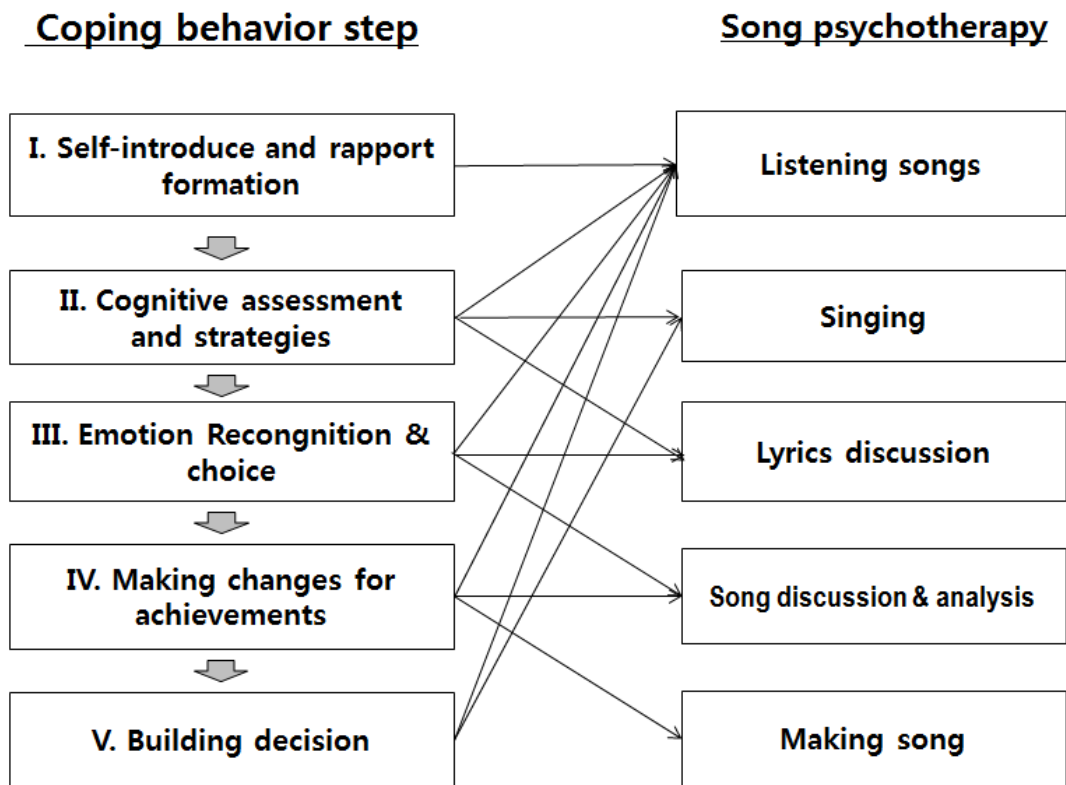 Coping behavior step
Song psychotherapy
I. Self-introduce and rapport
formation
Listening songs
II. Cognitive assessment
and strategies
Singing
III. Emotion Recongnition &
choice
Lyrics discussion
IV. Making changes for
achievements
Song discussion & analysis
V. Building decision
Making song